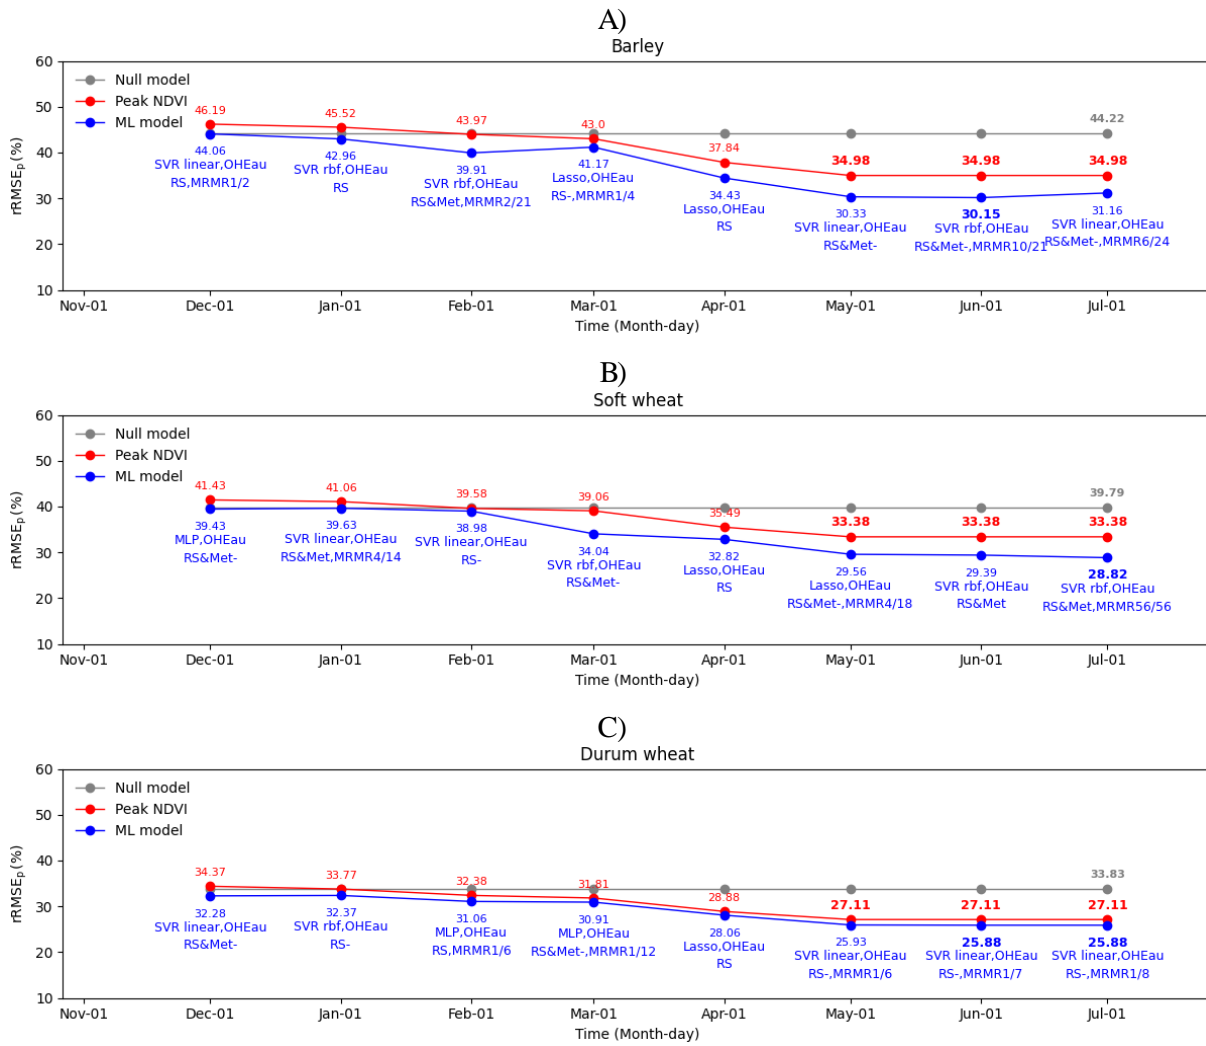 A)
Barley
60
50
40
30
20
10
rRMSEp(%)
Null model
Peak NDVI
ML model
46.19
45.52
43.97
43.0
37.84
34.98
34.98
34.98
44.22
44.06
SVR linear,OHEau
RS,MRMR1/2
42.96
SVR rbf,OHEau
RS
39.91
SVR rbf,OHEau
RS&Met,MRMR2/21
41.17
Lasso,OHEau
RS-,MRMR1/4
34.43
Lasso,OHEau
RS
30.33
SVR linear,OHEau
RS&Met-
30.15
SVR rbf,OHEau
RS&Met-,MRMR10/21
31.16
SVR linear,OHEau
RS&Met-,MRMR6/24
Nov-01 Dec-01 Jan-01 Feb-01 Mar-01 Apr-01 May-01 Jun-01 Jul-01
Time (Month-day)
B)
Soft wheat
60
50
40
30
20
10
rRMSEp(%)
Null model
Peak NDVI
ML model
41.43
41.06
39.58
39.06
35.49
33.38
33.38
33.38
39.79
39.43
MLP,OHEau
RS&Met-
39.63
SVR linear,OHEau
RS&Met,MRMR4/14
38.98
SVR linear,OHEau
RS-
34.04
SVR rbf,OHEau
RS&Met-
32.82
Lasso,OHEau
RS
29.56
Lasso,OHEau
RS&Met-,MRMR4/18
29.39
SVR rbf,OHEau
RS&Met
28.82
SVR rbf,OHEau
RS&Met,MRMR56/56
Nov-01 Dec-01 Jan-01 Feb-01 Mar-01 Apr-01 May-01 Jun-01 Jul-01
Time (Month-day)
C)
Durum wheat
60
50
40
30
20
10
rRMSEp(%)
Null model
Peak NDVI
ML model
34.37
33.77
32.38
31.81
28.88
27.11
27.11
27.11
33.83
32.28
SVR linear,OHEau
RS&Met-
32.37
SVR rbf,OHEau
RS-
31.06
MLP,OHEau
RS,MRMR1/6
30.91
MLP,OHEau
RS&Met-,MRMR1/12
28.06
Lasso,OHEau
RS
25.93
SVR linear,OHEau
RS-,MRMR1/6
25.88
SVR linear,OHEau
RS-,MRMR1/7
25.88
SVR linear,OHEau
RS-,MRMR1/8
Nov-01 Dec-01 Jan-01 Feb-01 Mar-01 Apr-01 May-01 Jun-01 Jul-01
Time (Month-day)